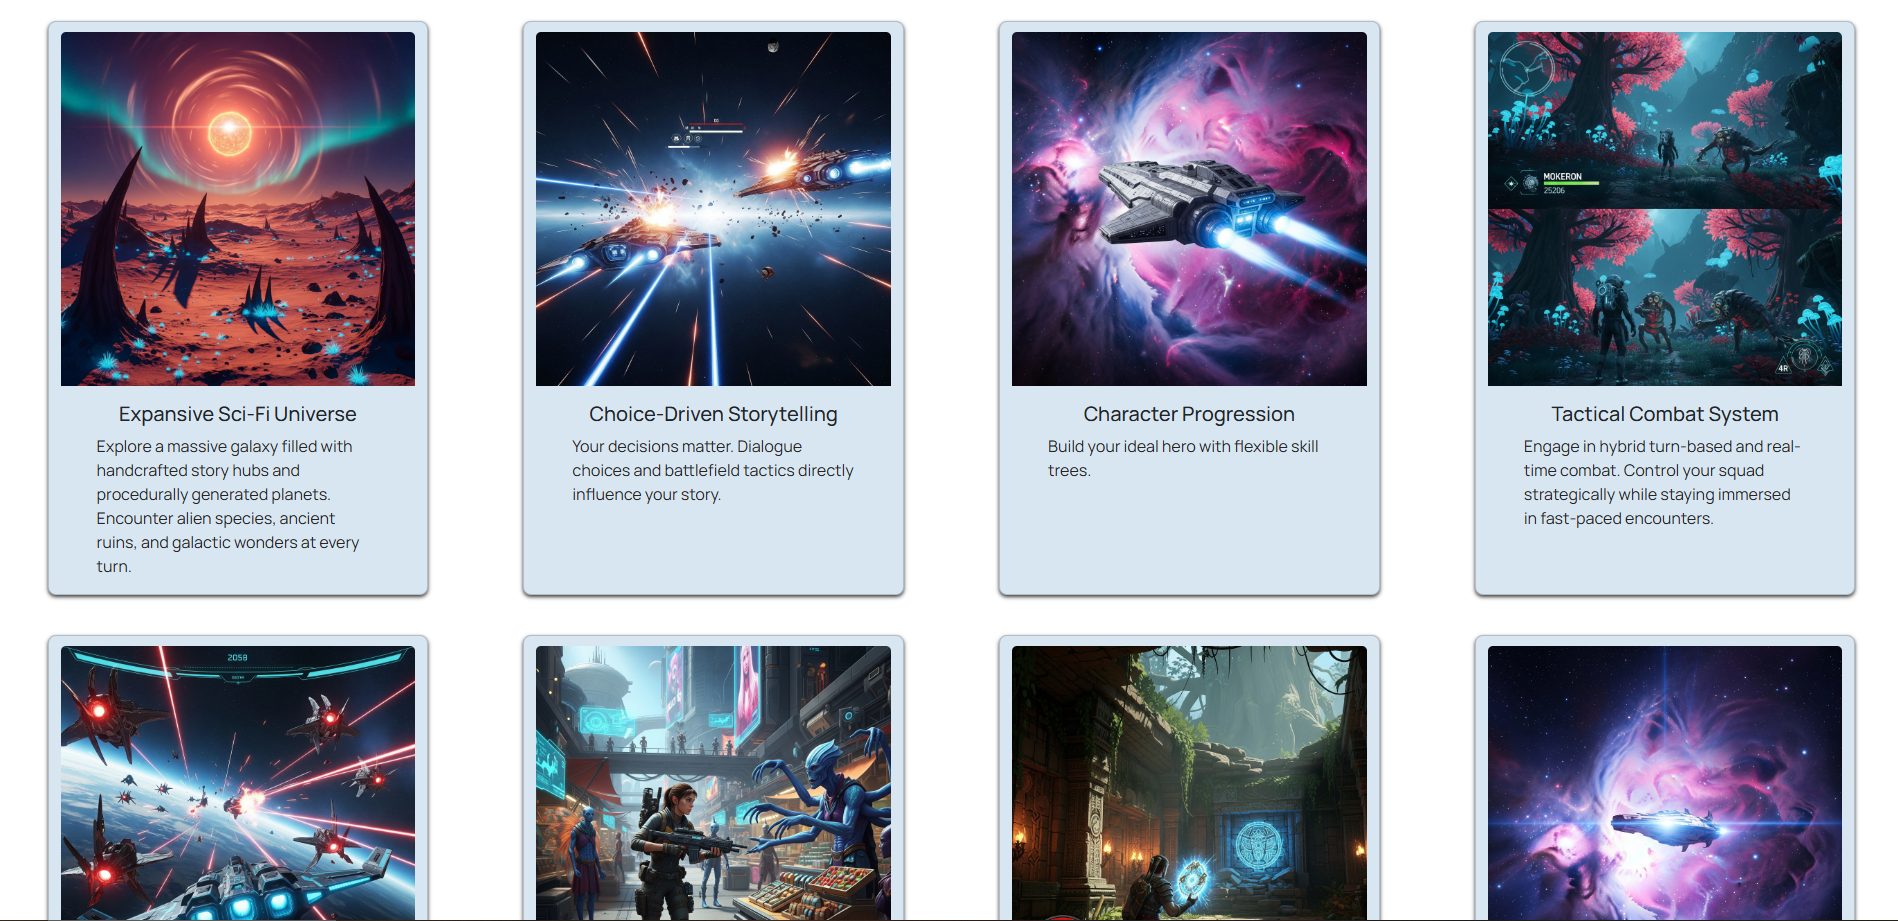 MOKERON
25206
4R
Expansive Sci-Fi Universe
Explore a massive galaxy filled with
handcrafted story hubs and
procedurally generated planets.
Encounter alien species, ancient
ruins, and galactic wonders at every
turn.
Choice-Driven Storytelling
Your decisions matter. Dialogue
choices and battlefield tactics directly
influence your story.
Character Progression
Build your ideal hero with flexible skill
trees.
Tactical Combat System
Engage in hybrid turn-based and real-
time combat. Control your squad
strategically while staying immersed
in fast-paced encounters.
2059